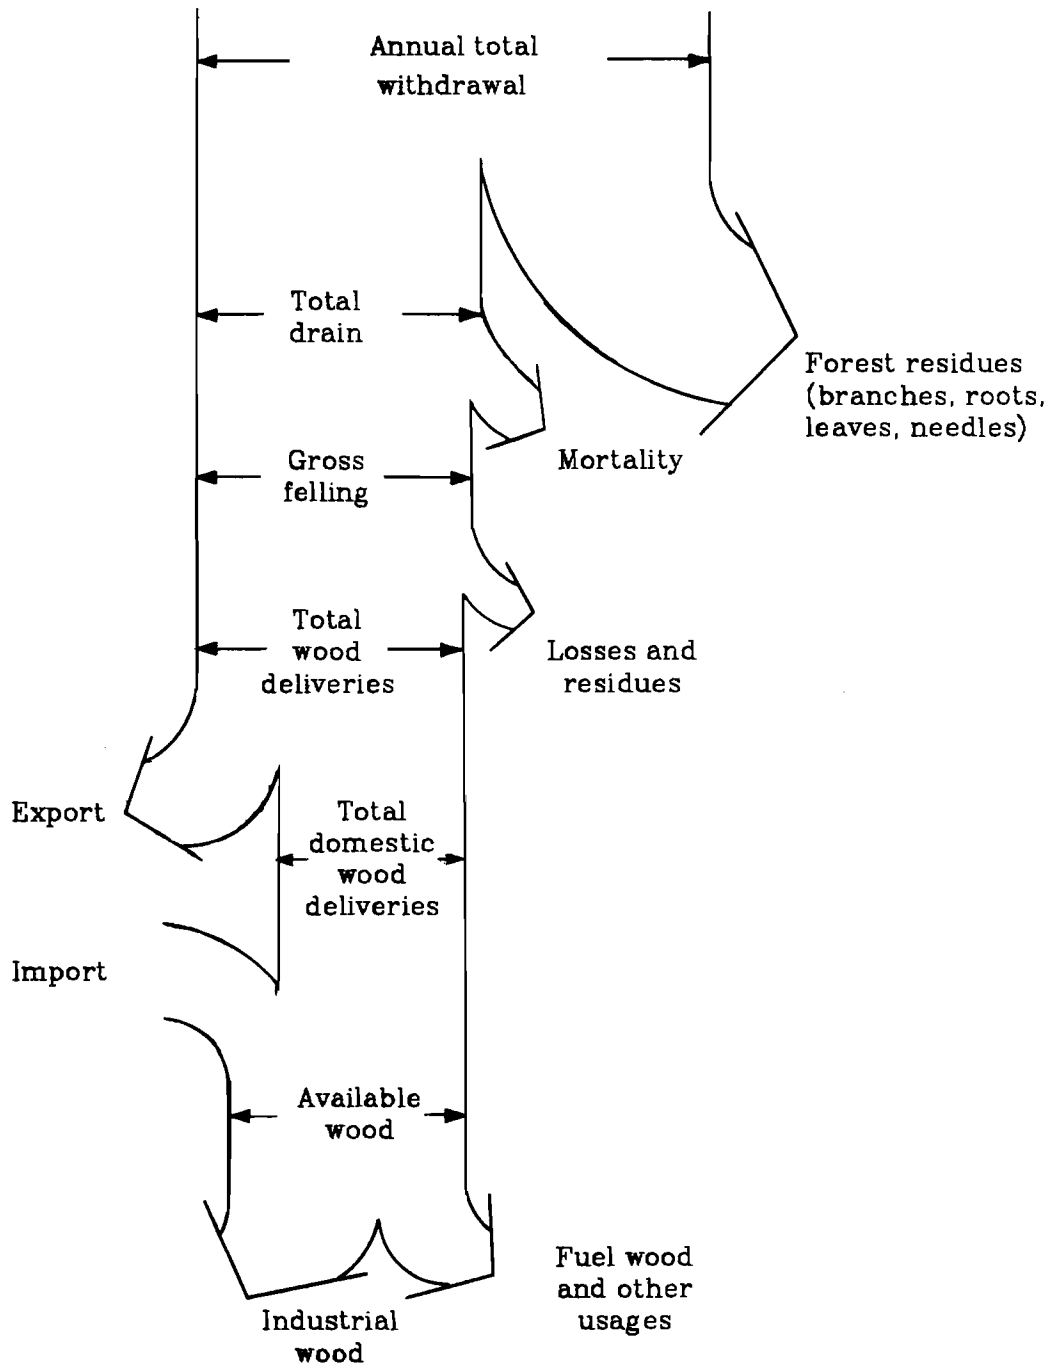 Annual total
withdrawal
Total
drain
Forest residues
(branches, roots,
leaves, needles)
Mortality
Gross
felling
Total
wood
deliveries
Losses and
residues
Export
Total
domestic
wood
deliveries
Import
Available
wood
Fuel wood
and other
usages
Industrial
wood